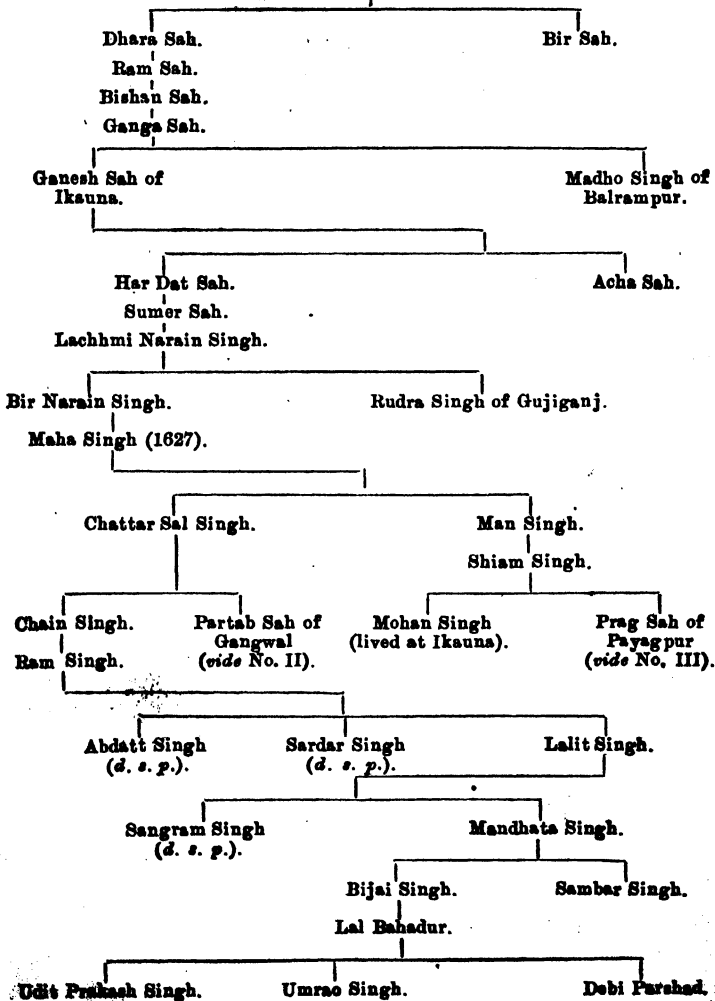 Dhara Sah. Bir Sah.
Ram Sah.
Bishan Sah.
Ganga Sah.
Ganesh Sah of Madho Singh of
Ikauna. Balrampur.
Har Dat Sah. Acha Sah.
Sumer Sah.
Lachhmi Narain Singh.
Bir Narain Singh. Rudra Singh of Gujiganj.
Maha Singh (1627).
Chattar Sal Singh. Man Singh.
Shiam Singh.
Chain Singh. Partab Sah of Mohan Singh Prag Sah of
Gangwal (lived at Ikauna). Payagpur
Ram Singh. (vide No. II). (vide No. III).
Abdatt Singh Sardar Singh Lalit Singh.
(d. s. p.). (d. s. p.).
Sangram Singh Mandhata Singh.
(d. s. p.).
Bijai Singh. Sambar Singh.
Lal Bahadur.
Udit Prakash Singh. Umrao Singh. Debi Parshad.